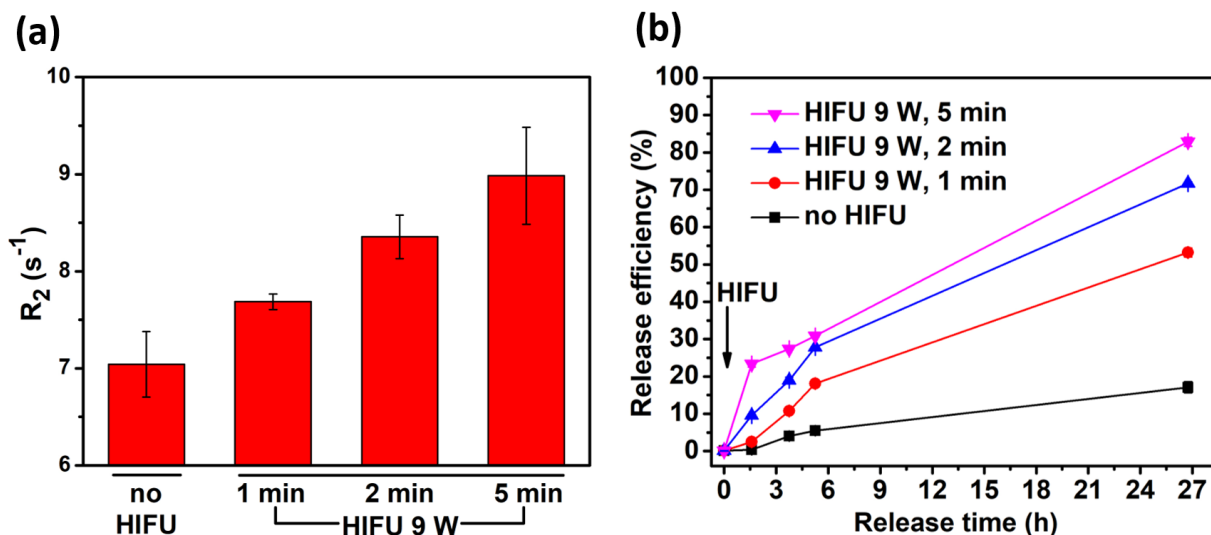 (a)
10
9
8
7
6
R2 (s-1)
no
HIFU
1 min 2 min 5 min
HIFU 9 W
(b)
100
90
80
70
60
50
40
30
20
10
0
Release efficiency (%)
HIFU 9 W, 5 min
HIFU 9 W, 2 min
HIFU 9 W, 1 min
no HIFU
HIFU
0 3 6 9 12 15 18 21 24 27
Release time (h)